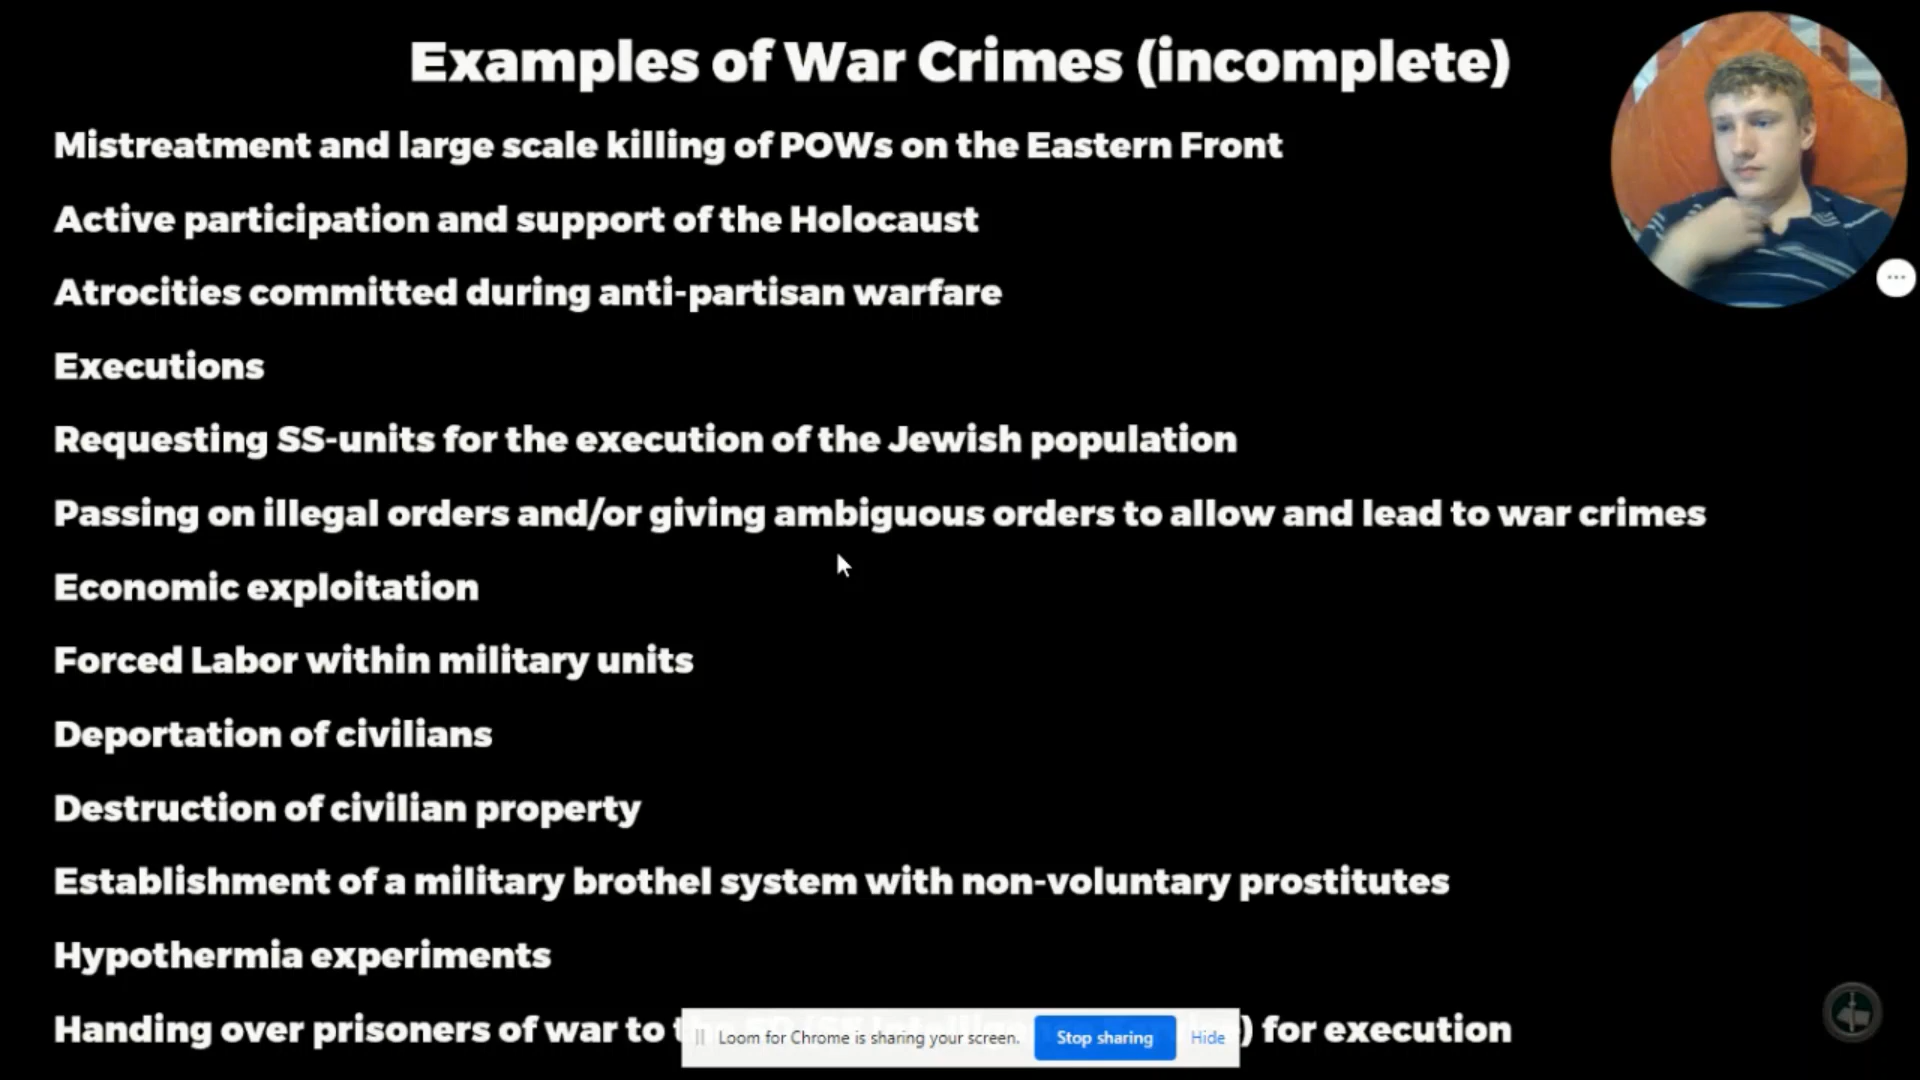 Examples of War Crimes (incomplete)
Mistreatment and large scale killing of POWs on the Eastern Front
Active participation and support of the Holocaust
Atrocities committed during anti-partisan warfare
Executions
Requesting SS-units for the execution of the Jewish population
Passing on illegal orders and/or giving ambiguous orders to allow and lead to war crimes
Economic exploitation
Forced Labor within military units
Deportation of civilians
Destruction of civilian property
Establishment of a military brothel system with non-voluntary prostitutes
Hypothermia experiments
Handing over prisoners of war to ) for execution
Loom for Chrome is sharing your screen. Stop sharing Hide